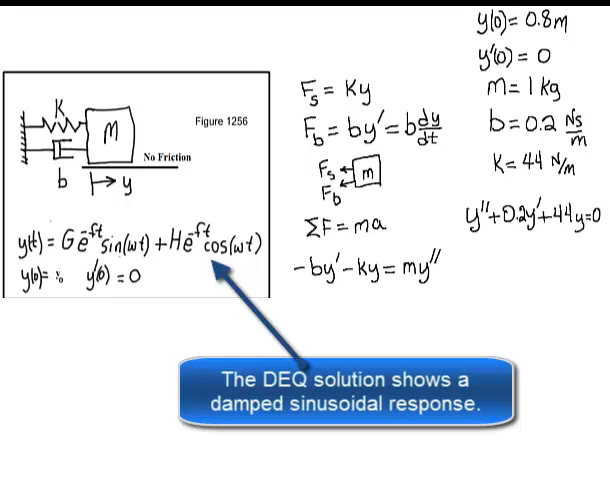 y(0) = 0.8m
y'(0) = 0
m = 1 kg
b = 0.2 Ns/m
K = 44 N/m
y'' + 0.2y' + 44y = 0
K
M
Figure 1256
No Friction
b
y
y(t) = Ge^-ft sin(ωt) + He^-ft cos(ωt)
y(0) = y'(0) = 0
Fs = Ky
Fb = by' = b dy/dt
Fs
m
Fb
ΣF = ma
-by' - ky = my''
The DEQ solution shows a
damped sinusoidal response.